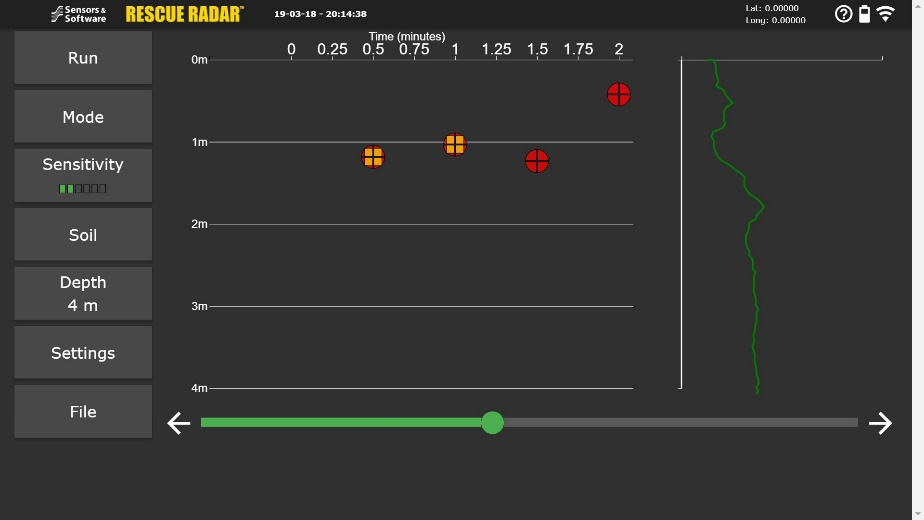 Sensors &
Software
RESCUE RADAR™
19-03-18 - 20:14:38
Lat: 0.00000
Long: 0.00000
?
Run
Mode
Sensitivity
Soil
Depth
4 m
Settings
File
Time (minutes)
0 0.25 0.5 0.75 1 1.25 1.5 1.75 2
0m
1m
2m
3m
4m